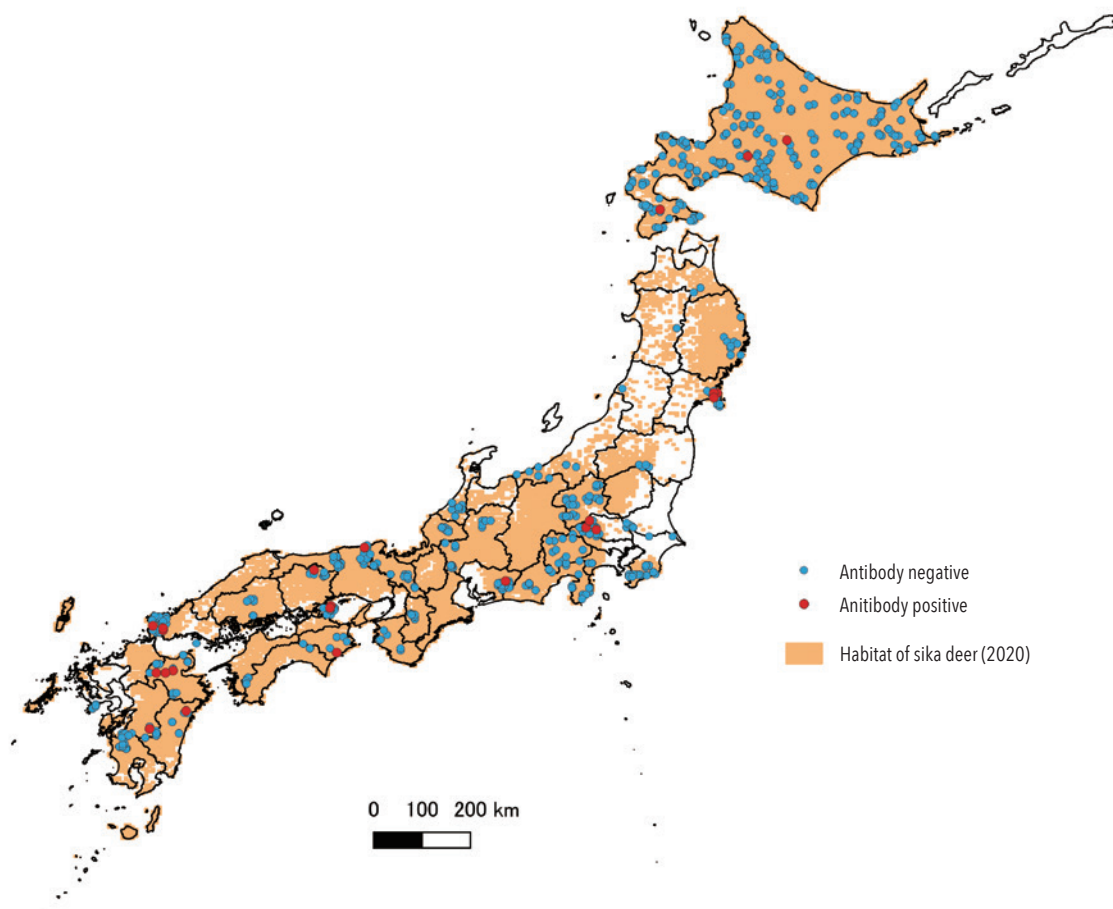 Antibody negative
Anitibody positive
Habitat of sika deer (2020)
0 100 200 km